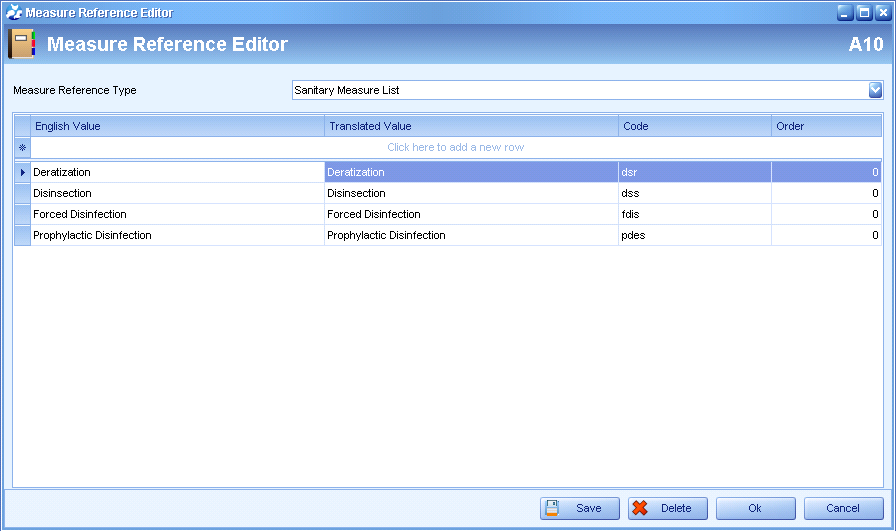 Measure Reference Editor
Measure Reference Editor A10
Measure Reference Type Sanitary Measure List
English Value Translated Value Code Order
Click here to add a new row
Deratization Deratization dsr 0
Disinsection Disinsection dss 0
Forced Disinfection Forced Disinfection fdis 0
Prophylactic Disinfection Prophylactic Disinfection pdes 0
Save Delete Ok Cancel